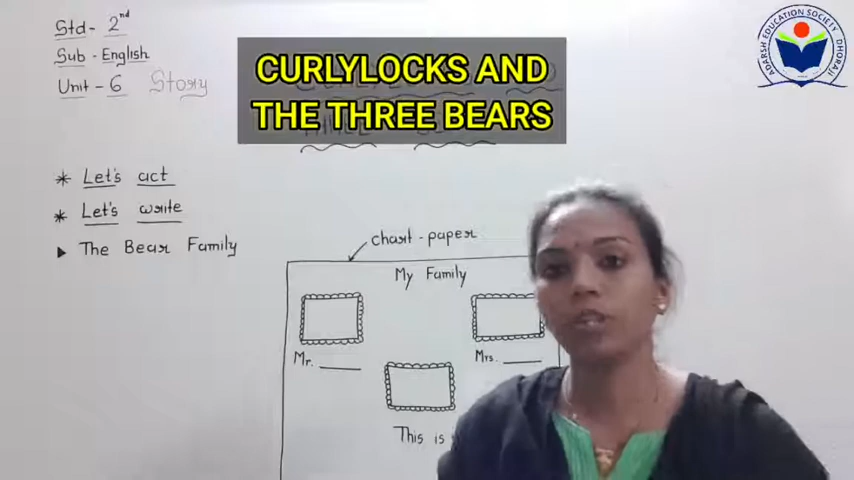 Std- 2nd
Sub - English
Unit - 6 Story
CURLYLOCKS AND
THE THREE BEARS
ADARSH EDUCATION SOCIETY DHORAJI
* Let's act
* Let's write
▶ The Bear Family
chart-paper
My Family
Mr. ____ Mrs. ____
This is